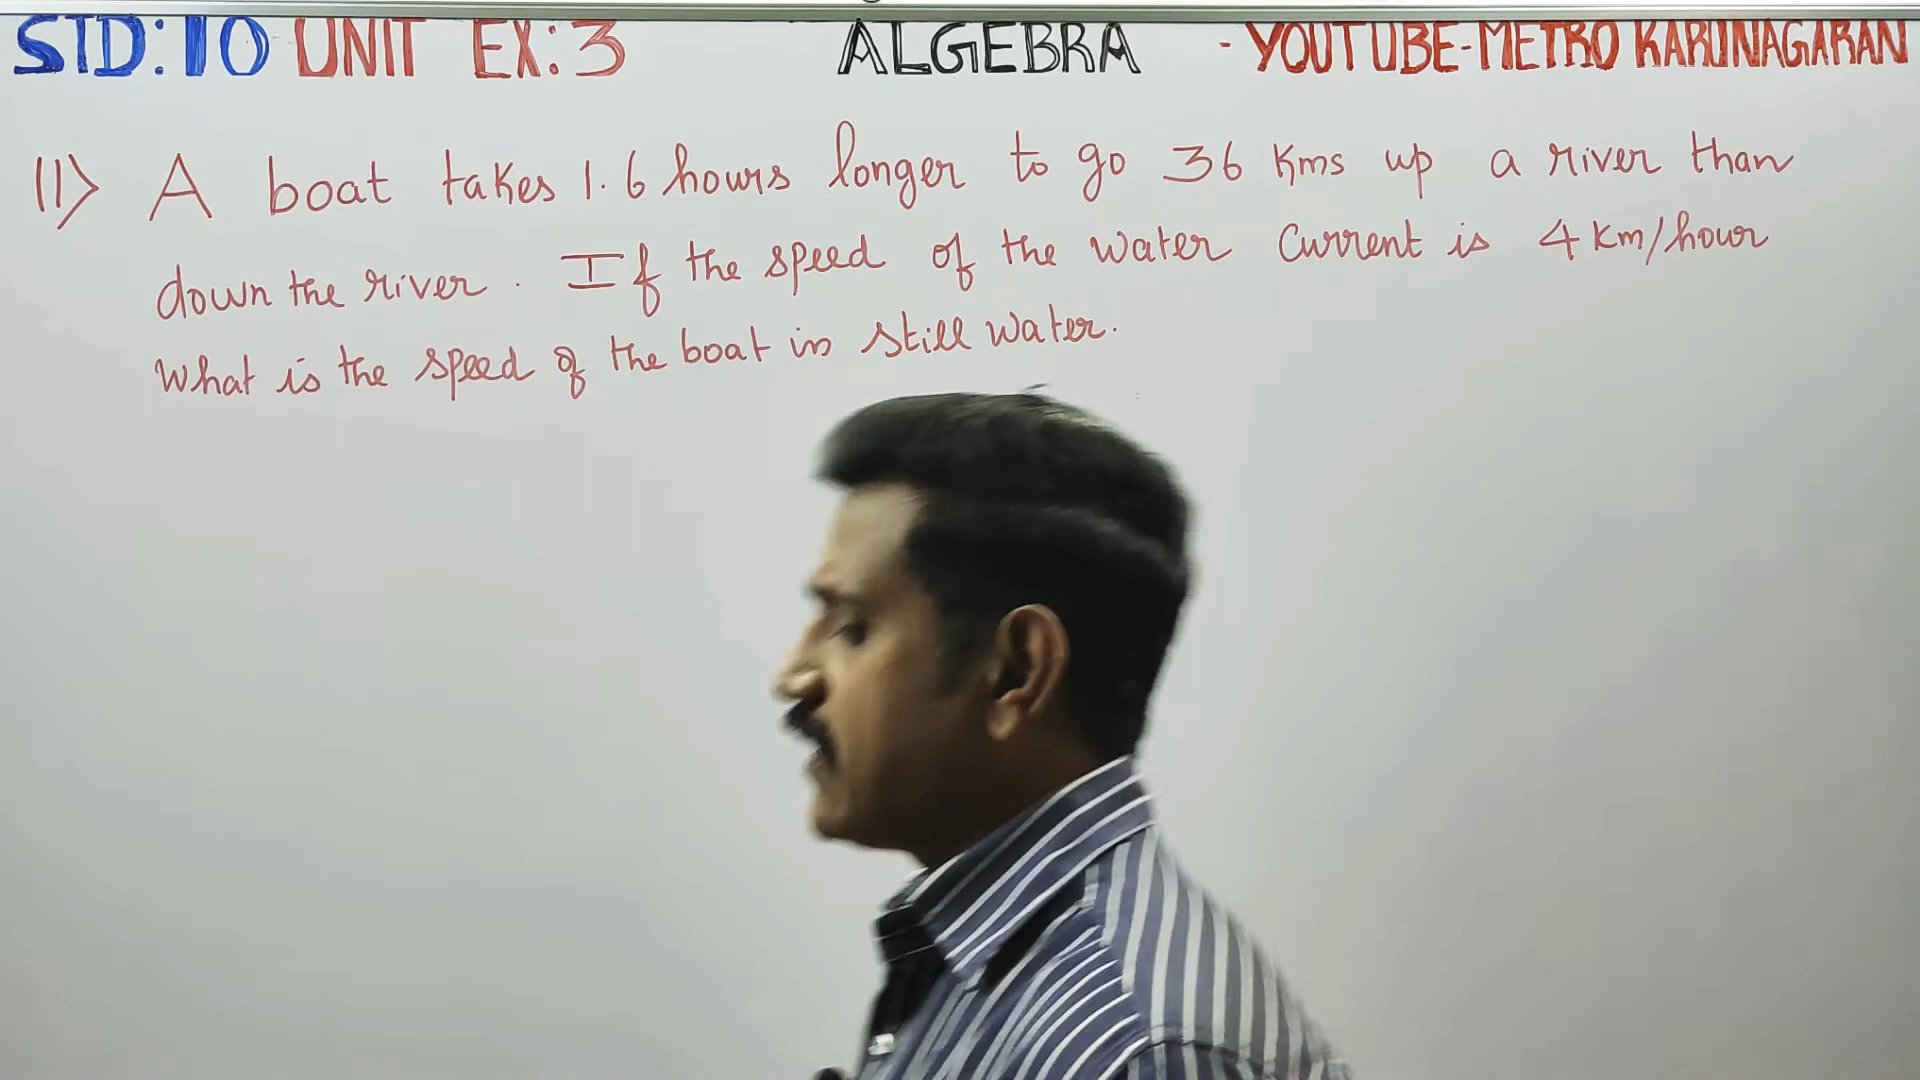 STD:10 UNIT EX:3 ALGEBRA - YOUTUBE-METRO KARUNAGARAN
11) A boat takes 1.6 hours longer to go 36 Kms up a river than
down the river. If the speed of the water current is 4 Km/hour
What is the speed of the boat in still water.